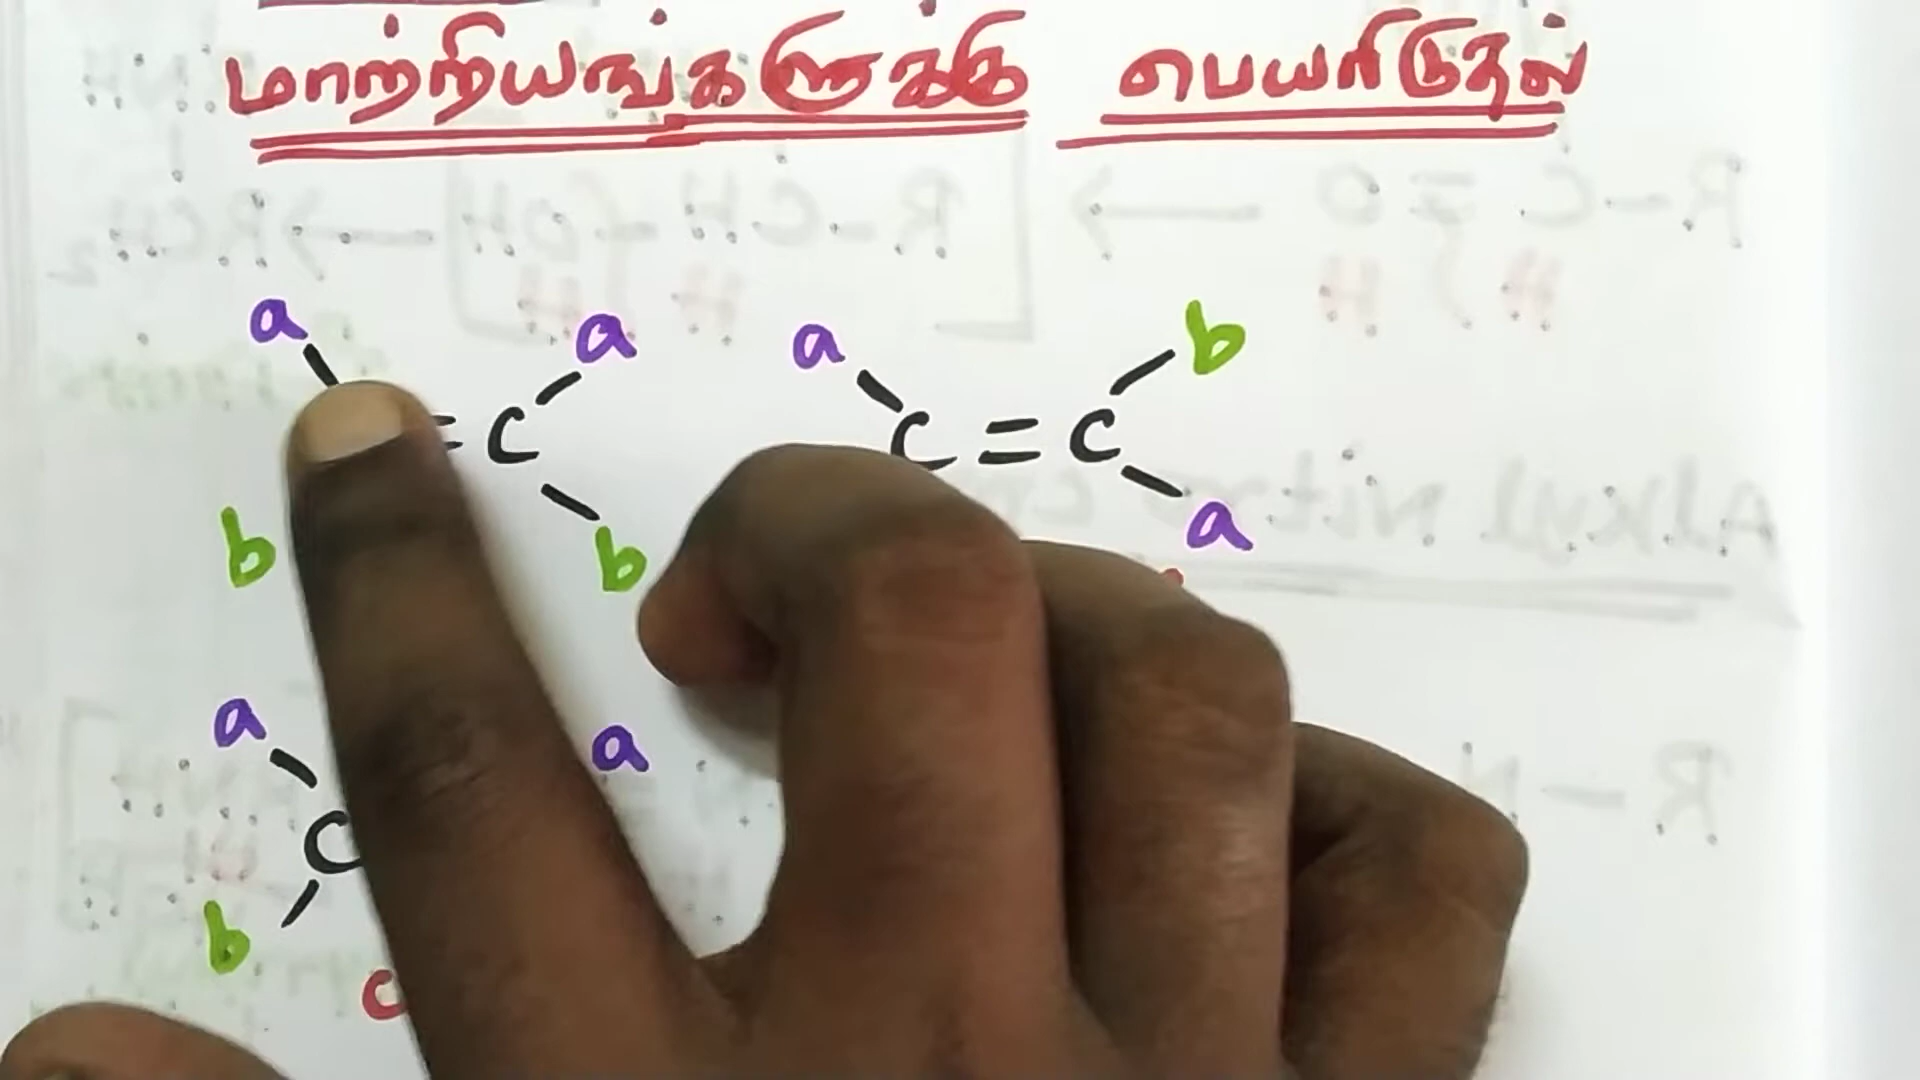 மாற்றியங்களுக்கு பெயரிடுதல்
a a a b
= C C = C
b b a
a a
C
b
c